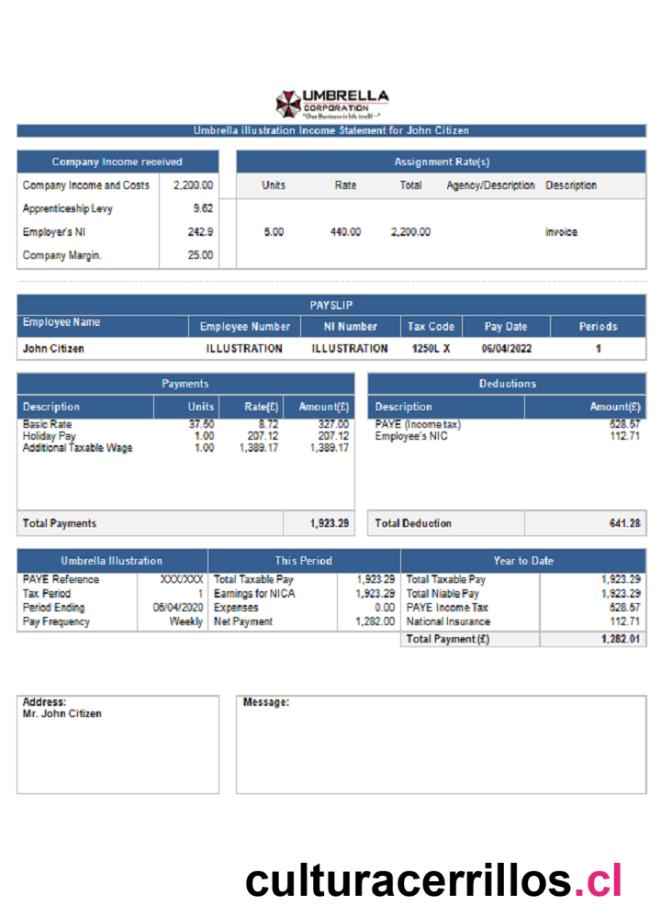 UMBRELLA
CORPORATION
"Our Business is life itself..."
Umbrella illustration Income Statement for John Citizen
Company Income received
Company Income and Costs 2,200.00
Apprenticeship Levy 9.62
Employer's NI 242.9
Company Margin. 25.00
Assignment Rate(s)
Units Rate Total Agency/Description Description
5.00 440.00 2,200.00 invoice
PAYSLIP
Employee Name Employee Number NI Number Tax Code Pay Date Periods
John Citizen ILLUSTRATION ILLUSTRATION 1250L X 06/04/2022 1
Payments
Description Units Rate(£) Amount(£)
Basic Rate 37.50 8.72 327.00
Holiday Pay 1.00 207.12 207.12
Additional Taxable Wage 1.00 1,389.17 1,389.17
Total Payments 1,923.29
Deductions
Description Amount(£)
PAYE (Income tax) 528.57
Employee's NIC 112.71
Total Deduction 641.28
Umbrella Illustration
PAYE Reference XXX/XXX
Tax Period 1
Period Ending 06/04/2020
Pay Frequency Weekly
This Period
Total Taxable Pay 1,923.29
Earnings for NICA 1,923.29
Expenses 0.00
Net Payment 1,282.00
Year to Date
Total Taxable Pay 1,923.29
Total Niable Pay 1,923.29
PAYE Income Tax 528.57
National Insurance 112.71
Total Payment (£) 1,282.01
Address:
Mr. John Citizen
Message:
culturacerrillos.cl